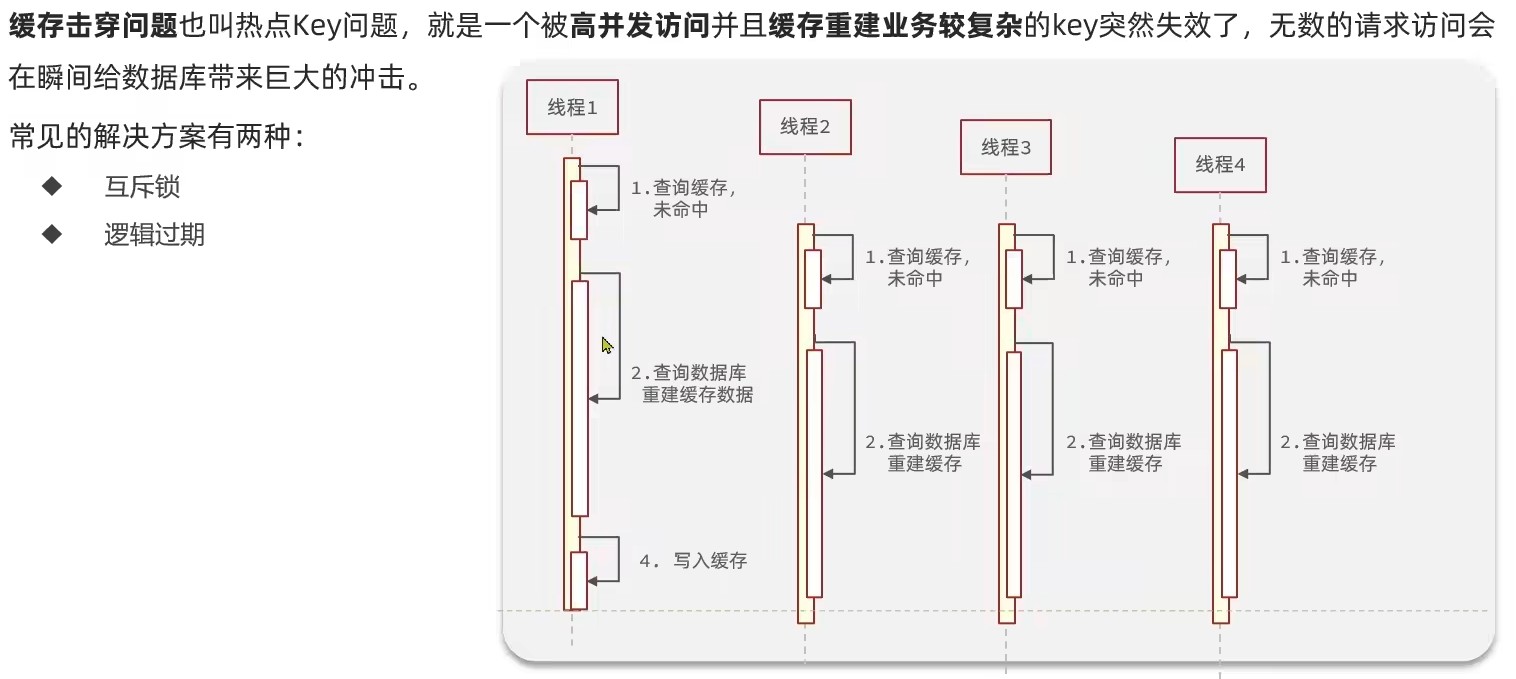 缓存击穿问题也叫热点Key问题，就是一个被高并发访问并且缓存重建业务较复杂的key突然失效了，无数的请求访问会
在瞬间给数据库带来巨大的冲击。
常见的解决方案有两种：
◆ 互斥锁
◆ 逻辑过期
线程1
1.查询缓存，
未命中
2.查询数据库
重建缓存数据
4. 写入缓存
线程2
1.查询缓存，
未命中
2.查询数据库
重建缓存
线程3
1.查询缓存，
未命中
2.查询数据库
重建缓存
线程4
1.查询缓存，
未命中
2.查询数据库
重建缓存